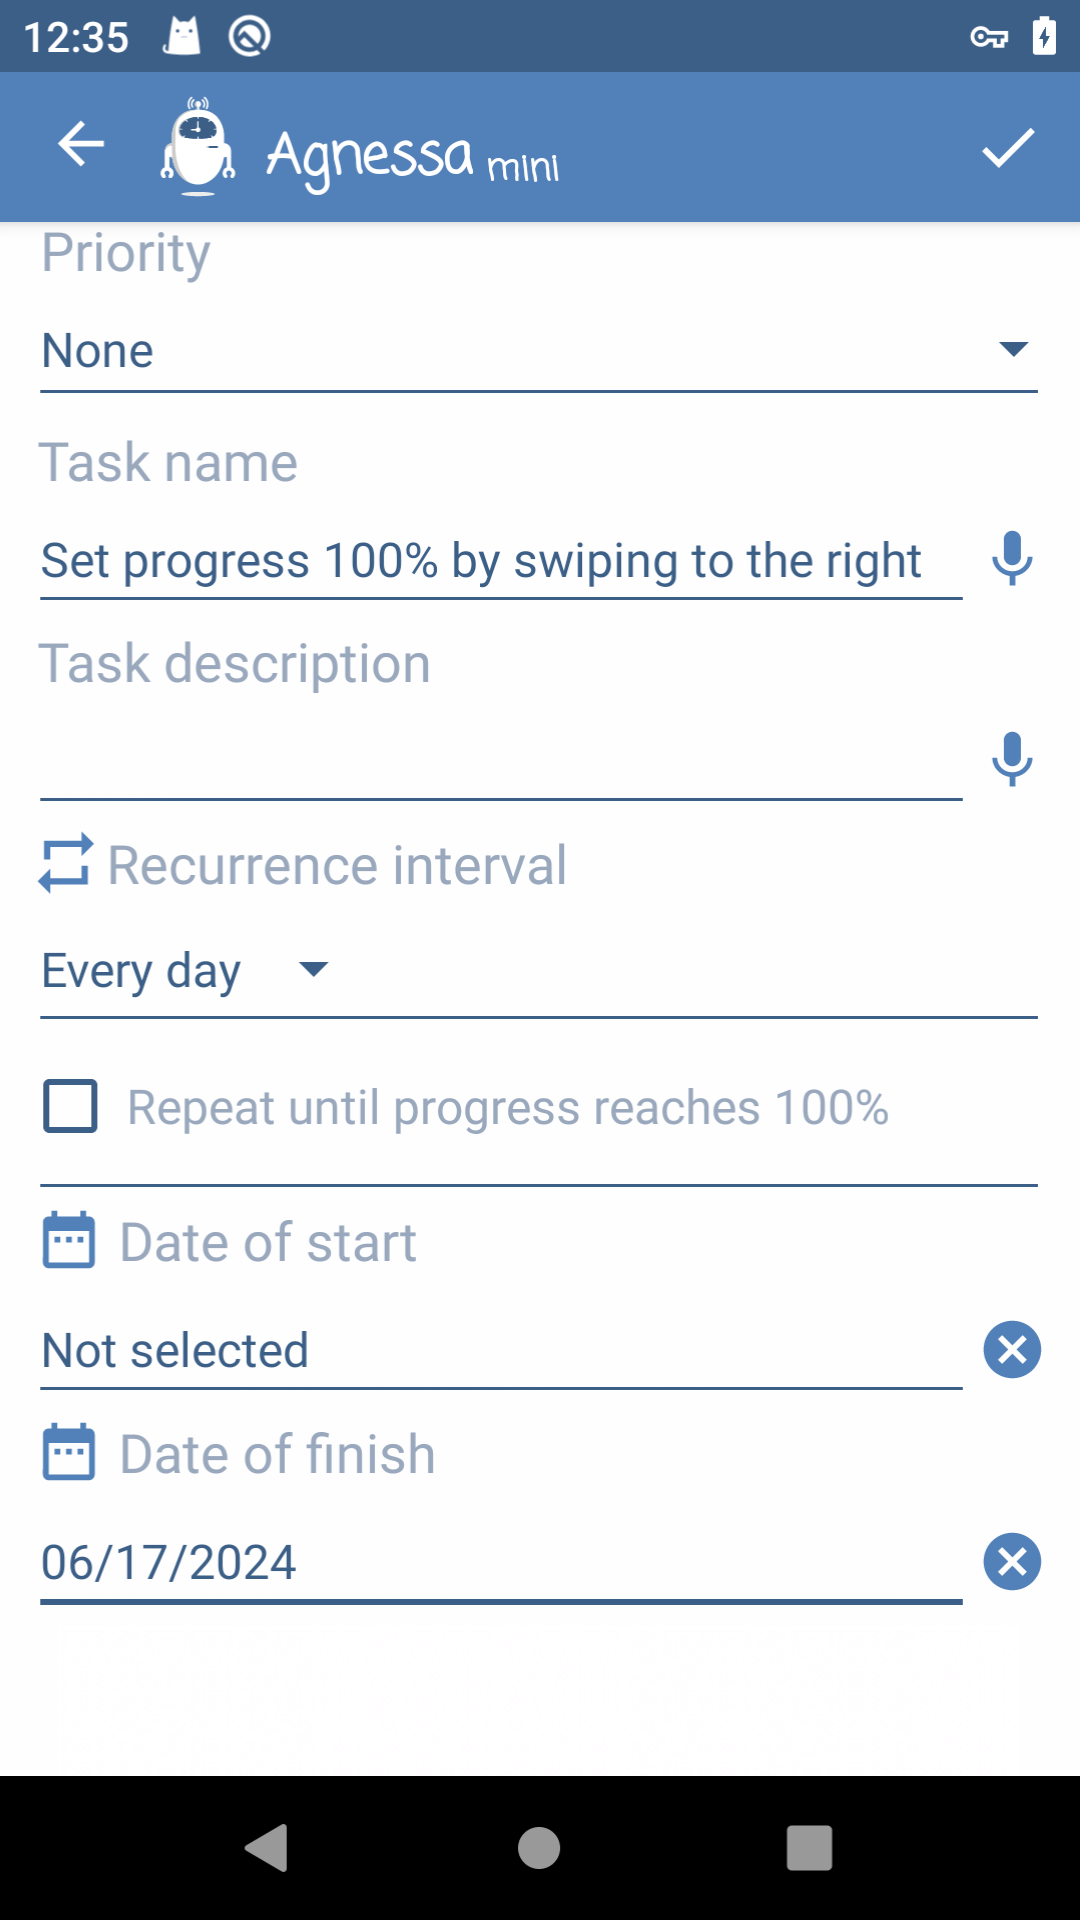 12:35
Agnessa mini
Priority
None
Task name
Set progress 100% by swiping to the right
Task description
Recurrence interval
Every day
Repeat until progress reaches 100%
Date of start
Not selected
Date of finish
06/17/2024